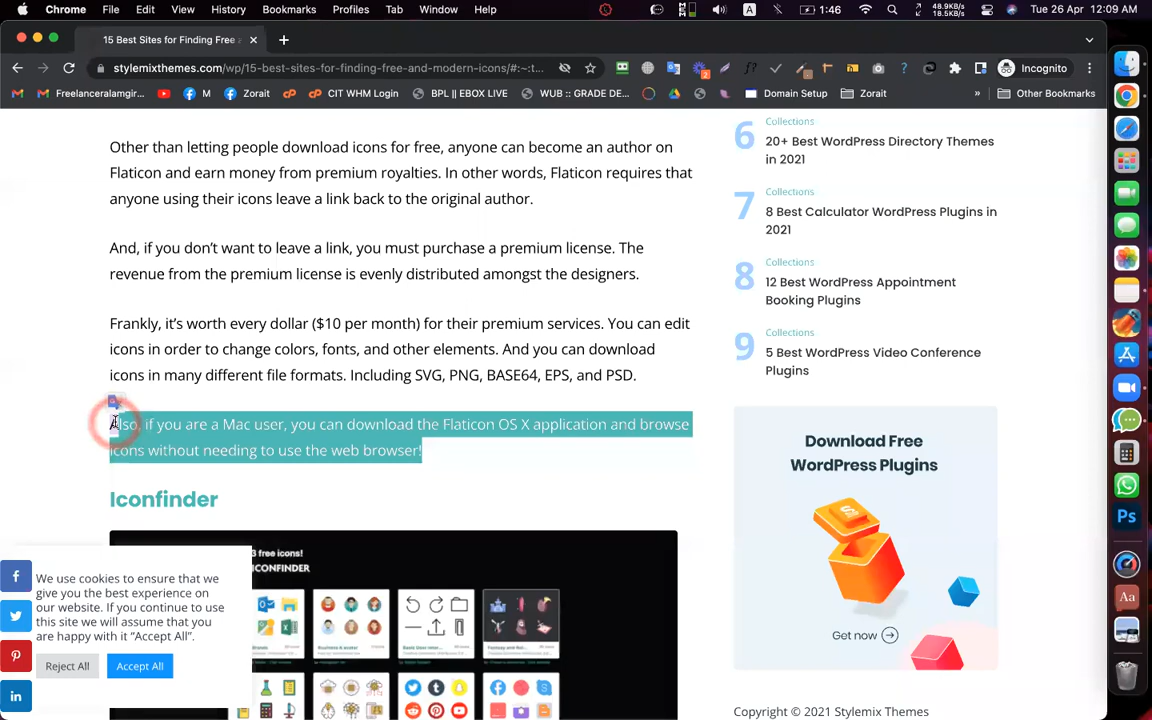 Chrome File Edit View History Bookmarks Profiles Tab Window Help
A 1:46 48.9KB/s 18.5KB/s Tue 26 Apr 12:09 AM
15 Best Sites for Finding Free
stylemixthemes.com/wp/15-best-sites-for-finding-free-and-modern-icons/#:~:t...
Incognito
Freelanceralamgir... M Zorait CIT WHM Login BPL || EBOX LIVE WUB :: GRADE DE... Domain Setup Zorait » Other Bookmarks
Other than letting people download icons for free, anyone can become an author on
Flaticon and earn money from premium royalties. In other words, Flaticon requires that
anyone using their icons leave a link back to the original author.
And, if you don't want to leave a link, you must purchase a premium license. The
revenue from the premium license is evenly distributed amongst the designers.
Frankly, it's worth every dollar ($10 per month) for their premium services. You can edit
icons in order to change colors, fonts, and other elements. And you can download
icons in many different file formats. Including SVG, PNG, BASE64, EPS, and PSD.
Also, if you are a Mac user, you can download the Flaticon OS X application and browse
icons without needing to use the web browser!
Iconfinder
3 free icons!
ICONFINDER
We use cookies to ensure that we
give you the best experience on
our website. If you continue to use
this site we will assume that you
are happy with it "Accept All".
Reject All Accept All
6 Collections
20+ Best WordPress Directory Themes
in 2021
7 Collections
8 Best Calculator WordPress Plugins in
2021
8 Collections
12 Best WordPress Appointment
Booking Plugins
9 Collections
5 Best WordPress Video Conference
Plugins
Download Free
WordPress Plugins
Get now
Copyright © 2021 Stylemix Themes
Aa
Ps